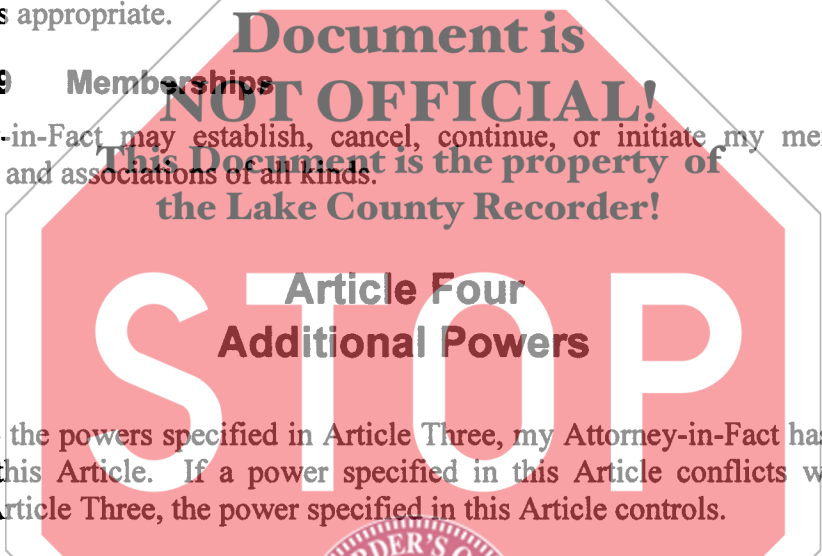 s appropriate.
Document is
9 Memberships
NOT OFFICIAL!
-in-Fact may establish, cancel, continue, or initiate my me
This Document is the property of
and associations of all kinds.
the Lake County Recorder!
Article Four
Additional Powers
STOP
the powers specified in Article Three, my Attorney-in-Fact ha
this Article. If a power specified in this Article conflicts w
rticle Three, the power specified in this Article controls.
RDER'S O